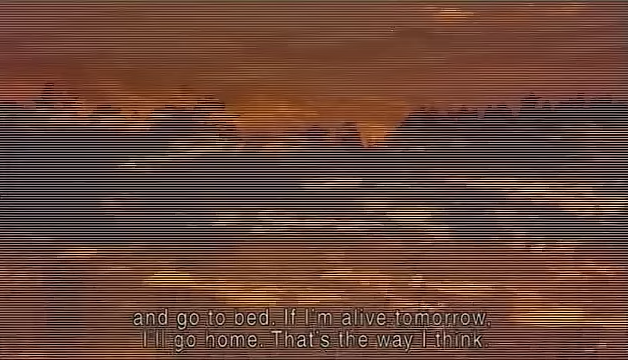 and go to bed. If I'm alive tomorrow,
I'll go home. That's the way I think.